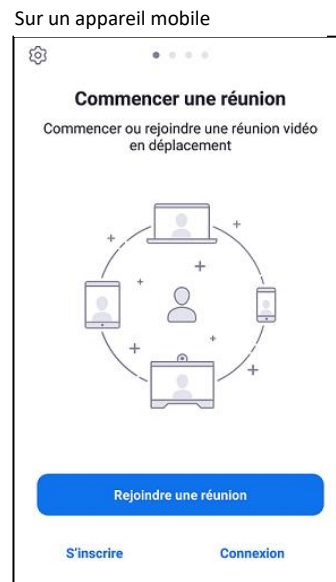 Sur un appareil mobile
Commencer une réunion
Commencer ou rejoindre une réunion vidéo
en déplacement
Rejoindre une réunion
S'inscrire Connexion